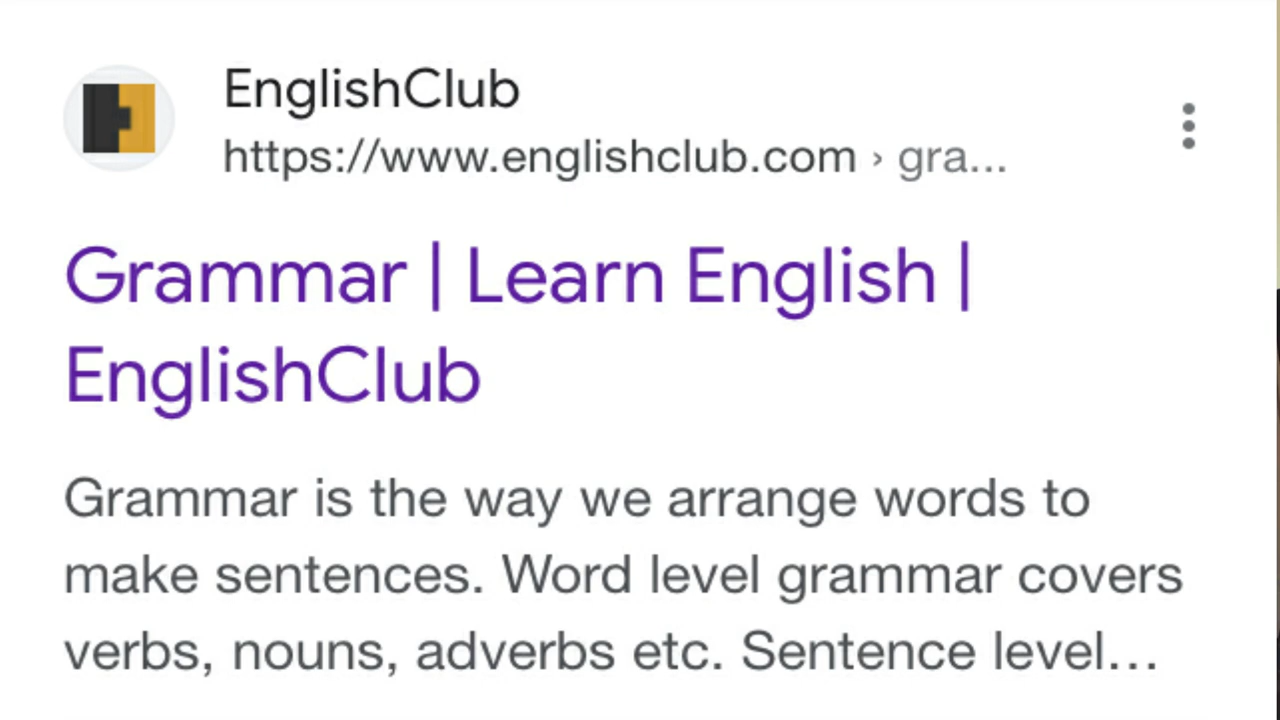 EnglishClub
https://www.englishclub.com › gra...
Grammar | Learn English |
EnglishClub
Grammar is the way we arrange words to
make sentences. Word level grammar covers
verbs, nouns, adverbs etc. Sentence level...